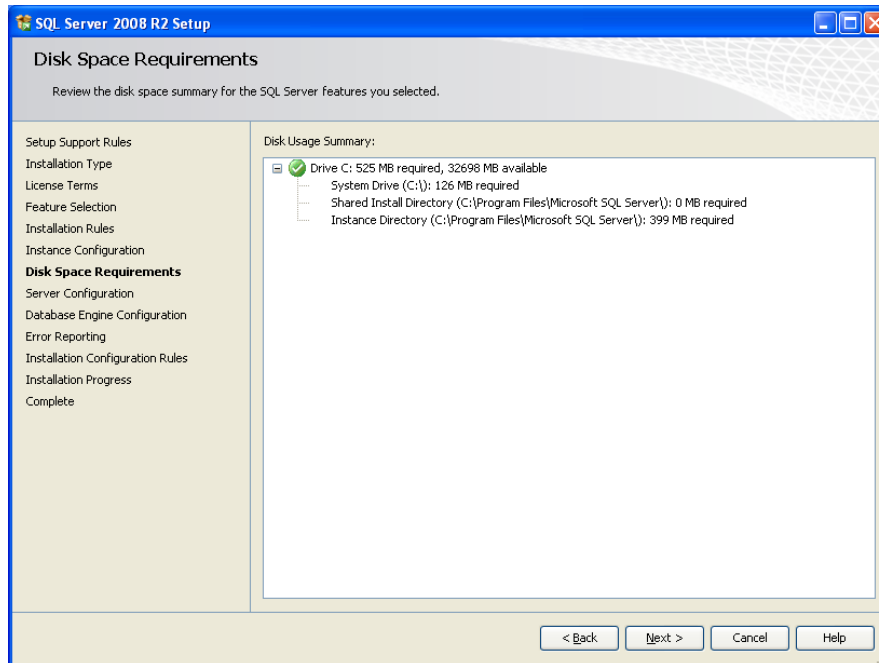 SQL Server 2008 R2 Setup
Disk Space Requirements
Review the disk space summary for the SQL Server features you selected.
Setup Support Rules
Installation Type
License Terms
Feature Selection
Installation Rules
Instance Configuration
Disk Space Requirements
Server Configuration
Database Engine Configuration
Error Reporting
Installation Configuration Rules
Installation Progress
Complete
Disk Usage Summary:
Drive C: 525 MB required, 32698 MB available
System Drive (C:\): 126 MB required
Shared Install Directory (C:\Program Files\Microsoft SQL Server\): 0 MB required
Instance Directory (C:\Program Files\Microsoft SQL Server\): 399 MB required
< Back Next > Cancel Help